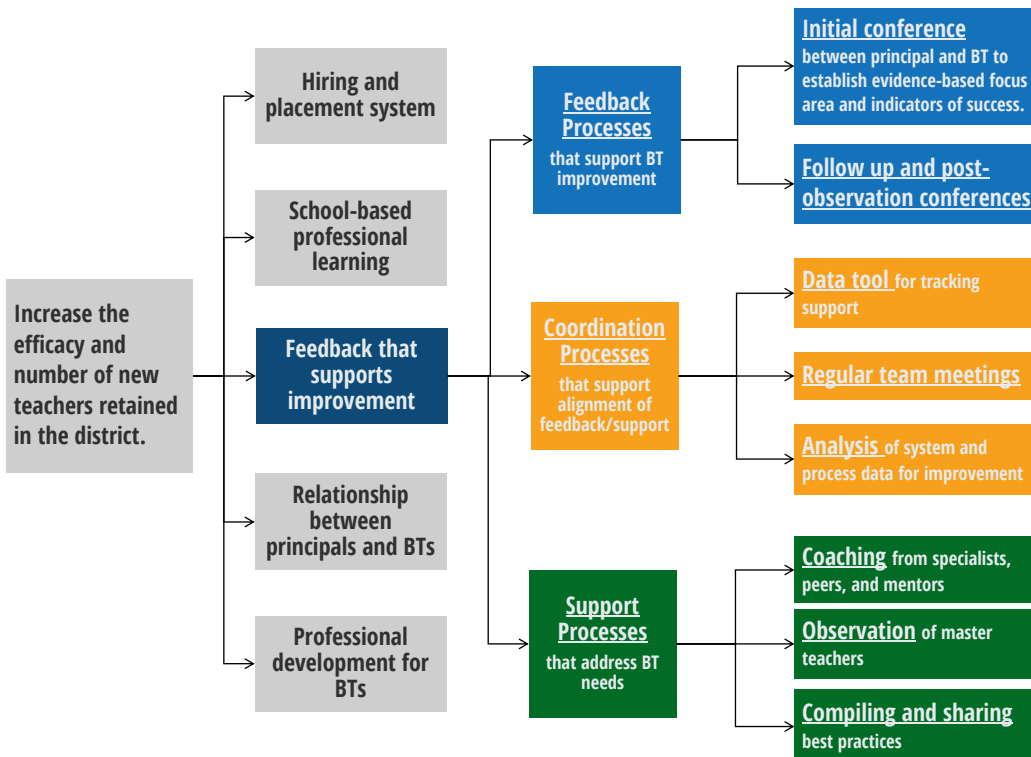 Increase the
efficacy and
number of new
teachers retained
in the district.
Hiring and
placement system
School-based
professional
learning
Feedback that
supports
improvement
Relationship
between
principals and BTs
Professional
development for
BTs
Feedback
Processes
that support BT
improvement
Coordination
Processes
that support
alignment of
feedback/support
Support
Processes
that address BT
needs
Initial conference
between principal and BT to
establish evidence-based focus
area and indicators of success.
Follow up and post-
observation conferences
Data tool for tracking
support
Regular team meetings
Analysis of system and
process data for improvement
Coaching from specialists,
peers, and mentors
Observation of master
teachers
Compiling and sharing
best practices